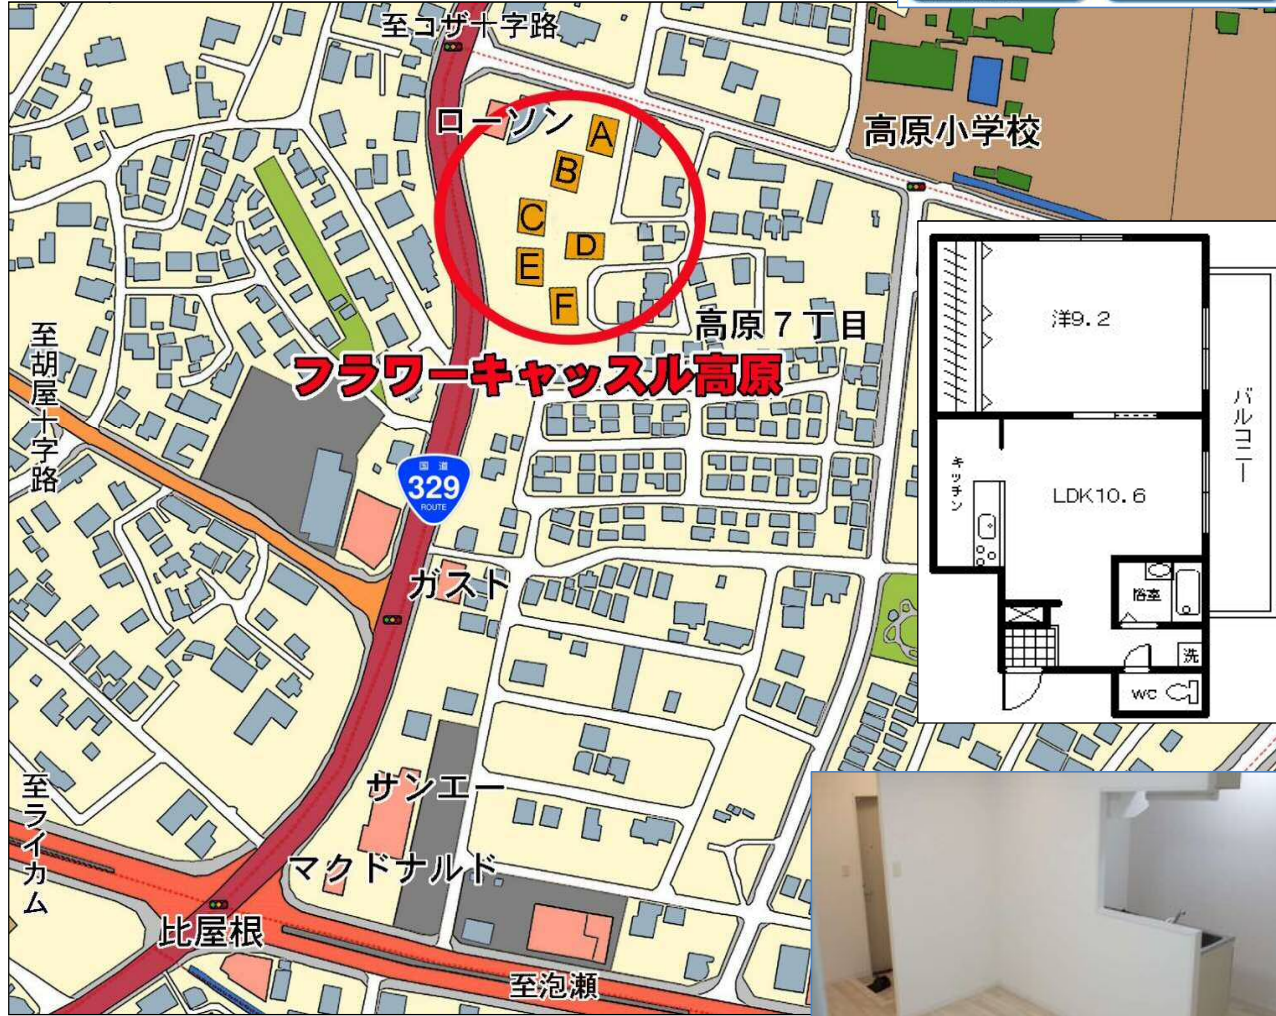 至コザ十字路
ローソン
高原小学校
A
B
C
D
E
F
高原7丁目
フラワーキャッスル高原
至胡屋十字路
国道
329
ROUTE
ガスト
サンエー
マクドナルド
至ライカム
比屋根
至泡瀬
洋9.2
バルコニー
キッチン
LDK10.6
浴室
洗
WC